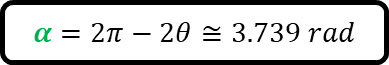 α = 2π − 2θ ≅ 3.739 rad